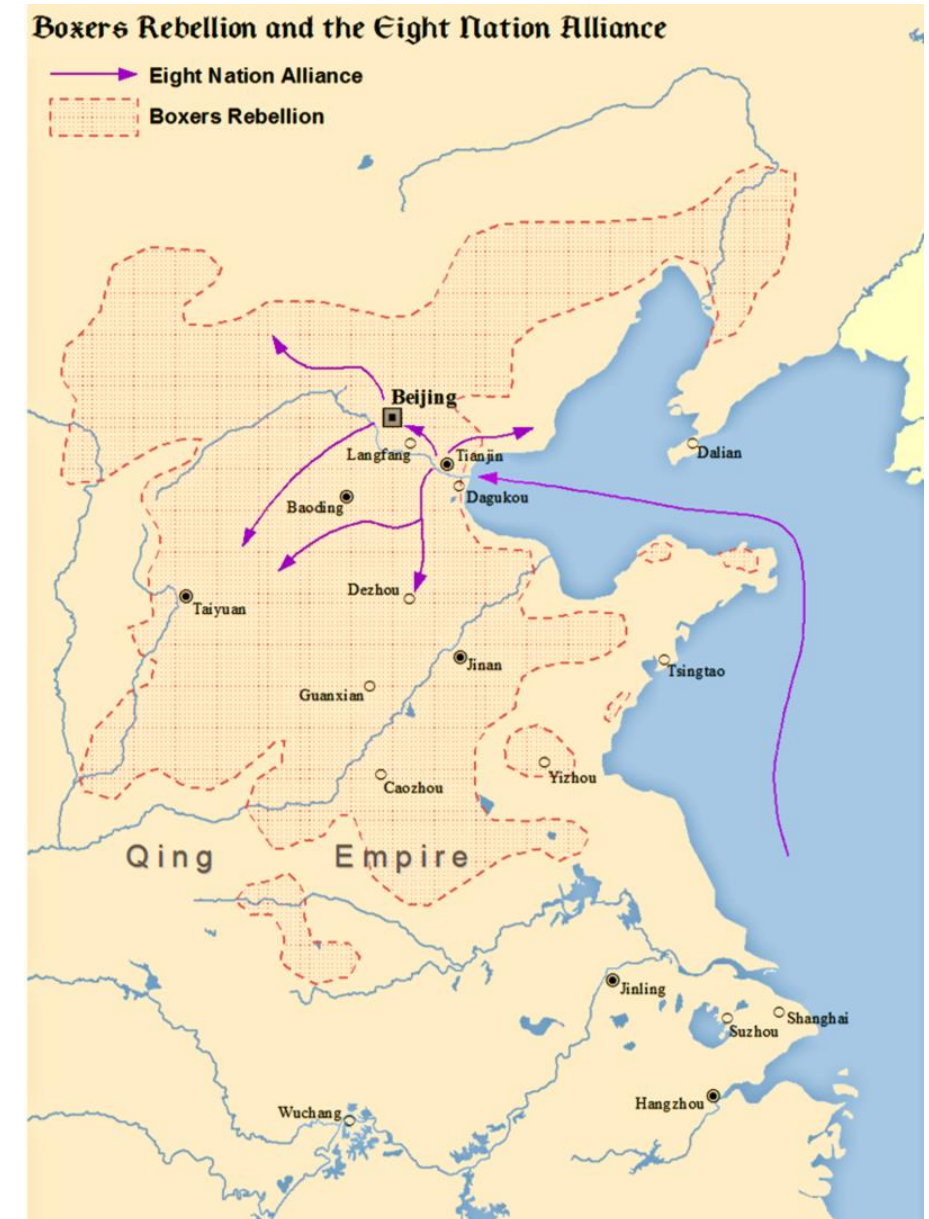 Boxers Rebellion and the Eight Nation Alliance
Eight Nation Alliance
Boxers Rebellion
Beijing
Langfang
Tianjin
Dalian
Baoding
Dagukou
Dezhou
Taiyuan
Jinan
Tsingtao
Guanxian
Yizhou
Caozhou
Qing Empire
Jinling
Suzhou
Shanghai
Hangzhou
Wuchang